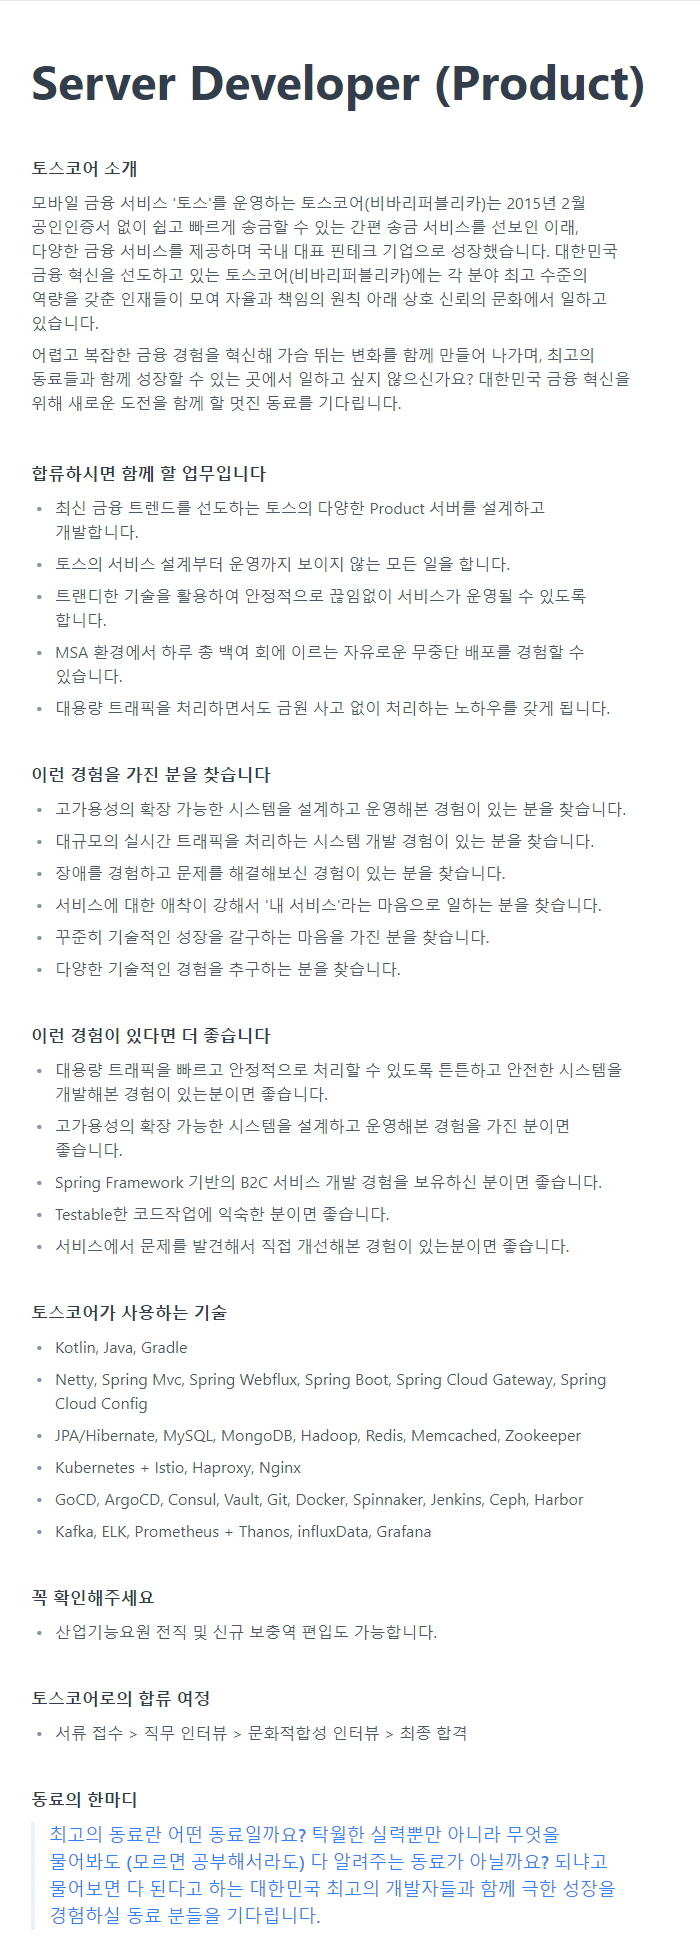 Server Developer (Product)
토스코어 소개
모바일 금융 서비스 '토스'를 운영하는 토스코어(비바리퍼블리카)는 2015년 2월
공인인증서 없이 쉽고 빠르게 송금할 수 있는 간편 송금 서비스를 선보인 이래,
다양한 금융 서비스를 제공하며 국내 대표 핀테크 기업으로 성장했습니다. 대한민국
금융 혁신을 선도하고 있는 토스코어(비바리퍼블리카)에는 각 분야 최고 수준의
역량을 갖춘 인재들이 모여 자율과 책임의 원칙 아래 상호 신뢰의 문화에서 일하고
있습니다.
어렵고 복잡한 금융 경험을 혁신해 가슴 뛰는 변화를 함께 만들어 나가며, 최고의
동료들과 함께 성장할 수 있는 곳에서 일하고 싶지 않으신가요? 대한민국 금융 혁신을
위해 새로운 도전을 함께 할 멋진 동료를 기다립니다.
합류하시면 함께 할 업무입니다
• 최신 금융 트렌드를 선도하는 토스의 다양한 Product 서버를 설계하고
개발합니다.
• 토스의 서비스 설계부터 운영까지 보이지 않는 모든 일을 합니다.
• 트랜디한 기술을 활용하여 안정적으로 끊임없이 서비스가 운영될 수 있도록
합니다.
• MSA 환경에서 하루 총 백여 회에 이르는 자유로운 무중단 배포를 경험할 수
있습니다.
• 대용량 트래픽을 처리하면서도 금원 사고 없이 처리하는 노하우를 갖게 됩니다.
이런 경험을 가진 분을 찾습니다
• 고가용성의 확장 가능한 시스템을 설계하고 운영해본 경험이 있는 분을 찾습니다.
• 대규모의 실시간 트래픽을 처리하는 시스템 개발 경험이 있는 분을 찾습니다.
• 장애를 경험하고 문제를 해결해보신 경험이 있는 분을 찾습니다.
• 서비스에 대한 애착이 강해서 '내 서비스'라는 마음으로 일하는 분을 찾습니다.
• 꾸준히 기술적인 성장을 갈구하는 마음을 가진 분을 찾습니다.
• 다양한 기술적인 경험을 추구하는 분을 찾습니다.
이런 경험이 있다면 더 좋습니다
• 대용량 트래픽을 빠르고 안정적으로 처리할 수 있도록 튼튼하고 안전한 시스템을
개발해본 경험이 있는분이면 좋습니다.
• 고가용성의 확장 가능한 시스템을 설계하고 운영해본 경험을 가진 분이면
좋습니다.
• Spring Framework 기반의 B2C 서비스 개발 경험을 보유하신 분이면 좋습니다.
• Testable한 코드작업에 익숙한 분이면 좋습니다.
• 서비스에서 문제를 발견해서 직접 개선해본 경험이 있는분이면 좋습니다.
토스코어가 사용하는 기술
• Kotlin, Java, Gradle
• Netty, Spring Mvc, Spring Webflux, Spring Boot, Spring Cloud Gateway, Spring
Cloud Config
• JPA/Hibernate, MySQL, MongoDB, Hadoop, Redis, Memcached, Zookeeper
• Kubernetes + Istio, Haproxy, Nginx
• GoCD, ArgoCD, Consul, Vault, Git, Docker, Spinnaker, Jenkins, Ceph, Harbor
• Kafka, ELK, Prometheus + Thanos, influxData, Grafana
꼭 확인해주세요
• 산업기능요원 전직 및 신규 보충역 편입도 가능합니다.
토스코어로의 합류 여정
• 서류 접수 > 직무 인터뷰 > 문화적합성 인터뷰 > 최종 합격
동료의 한마디
최고의 동료란 어떤 동료일까요? 탁월한 실력뿐만 아니라 무엇을
물어봐도 (모르면 공부해서라도) 다 알려주는 동료가 아닐까요? 되냐고
물어보면 다 된다고 하는 대한민국 최고의 개발자들과 함께 극한 성장을
경험하실 동료 분들을 기다립니다.